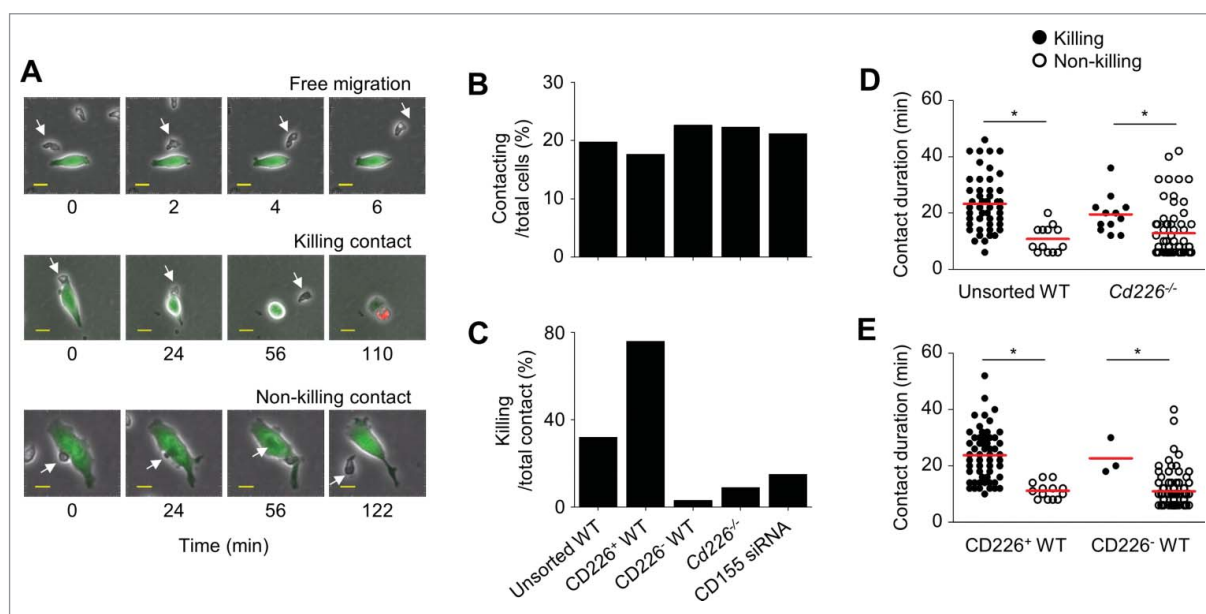 A
Free migration
0 2 4 6
Killing contact
0 24 56 110
Non-killing contact
0 24 56 122
Time (min)
B
Contacting
/total cells (%)
30
20
10
0
C
Killing
/total contact (%)
80
40
0
Unsorted WT
CD226⁺ WT
CD226⁻ WT
Cd226⁻/⁻
CD155 siRNA
Killing
Non-killing
D
Contact duration (min)
60
40
20
0
* *
Unsorted WT Cd226⁻/⁻
E
Contact duration (min)
60
40
20
0
* *
CD226⁺ WT CD226⁻ WT